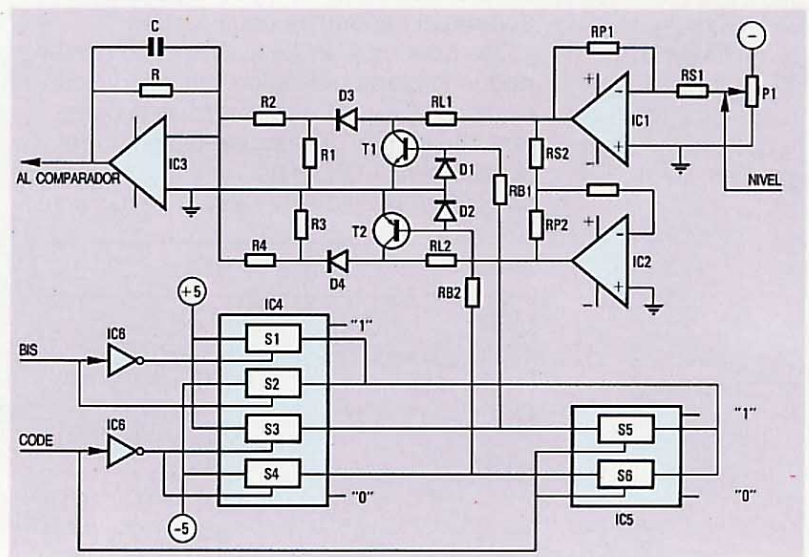 C
RP1
−
R
R2
D3
RL1
+
−
RS1
P1
IC1
T1
RS2
+
−
IC3
R1
D1
AL COMPARADOR
RB1
NIVEL
R3
D2
T2
RP2
+
−
R4
RL2
IC2
D4
RB2
+
−
+5
IC4
IC6
S1
"1"
BIS
S2
IC6
S3
S5
"1"
CODE
S4
"0"
S6
"0"
-5
IC5